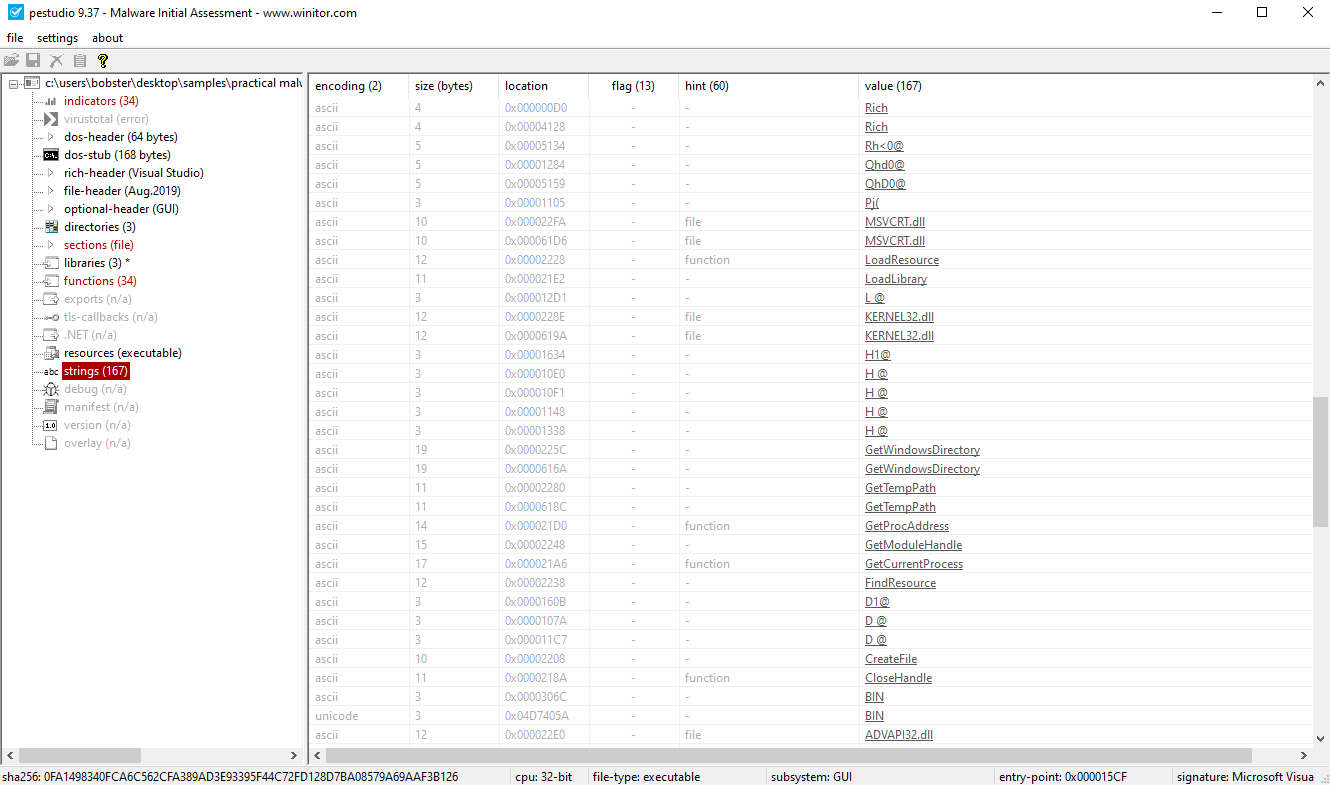 pestudio 9.37 - Malware Initial Assessment - www.winitor.com
file settings about
c:\users\bobster\desktop\samples\practical mal
indicators (34)
virustotal (error)
dos-header (64 bytes)
dos-stub (168 bytes)
rich-header (Visual Studio)
file-header (Aug.2019)
optional-header (GUI)
directories (3)
sections (file)
libraries (3) *
functions (34)
exports (n/a)
tls-callbacks (n/a)
.NET (n/a)
resources (executable)
abc strings (167)
debug (n/a)
manifest (n/a)
1.0 version (n/a)
overlay (n/a)
encoding (2) size (bytes) location flag (13) hint (60) value (167)
ascii 4 0x000000D0 - - Rich
ascii 4 0x00004128 - - Rich
ascii 5 0x00005134 - - Rh<0@
ascii 5 0x00001284 - - Qhd0@
ascii 5 0x00005159 - - QhD0@
ascii 3 0x00001105 - - Pj(
ascii 10 0x000022FA - file MSVCRT.dll
ascii 10 0x000061D6 - file MSVCRT.dll
ascii 12 0x00002228 - function LoadResource
ascii 11 0x000021E2 - - LoadLibrary
ascii 3 0x000012D1 - - L @
ascii 12 0x0000228E - file KERNEL32.dll
ascii 12 0x0000619A - file KERNEL32.dll
ascii 3 0x00001634 - - H1@
ascii 3 0x000010E0 - - H @
ascii 3 0x000010F1 - - H @
ascii 3 0x00001148 - - H @
ascii 3 0x00001338 - - H @
ascii 19 0x0000225C - - GetWindowsDirectory
ascii 19 0x0000616A - - GetWindowsDirectory
ascii 11 0x00002280 - - GetTempPath
ascii 11 0x0000618C - - GetTempPath
ascii 14 0x000021D0 - function GetProcAddress
ascii 15 0x00002248 - - GetModuleHandle
ascii 17 0x000021A6 - function GetCurrentProcess
ascii 12 0x00002238 - - FindResource
ascii 3 0x0000160B - - D1@
ascii 3 0x0000107A - - D @
ascii 3 0x000011C7 - - D @
ascii 10 0x00002208 - - CreateFile
ascii 11 0x0000218A - function CloseHandle
ascii 3 0x0000306C - - BIN
unicode 3 0x04D7405A - - BIN
ascii 12 0x000022E0 - file ADVAPI32.dll
sha256: 0FA1498340FCA6C562CFA389AD3E93395F44C72FD128D7BA08579A69AAF3B126 cpu: 32-bit file-type: executable subsystem: GUI entry-point: 0x000015CF signature: Microsoft Visua